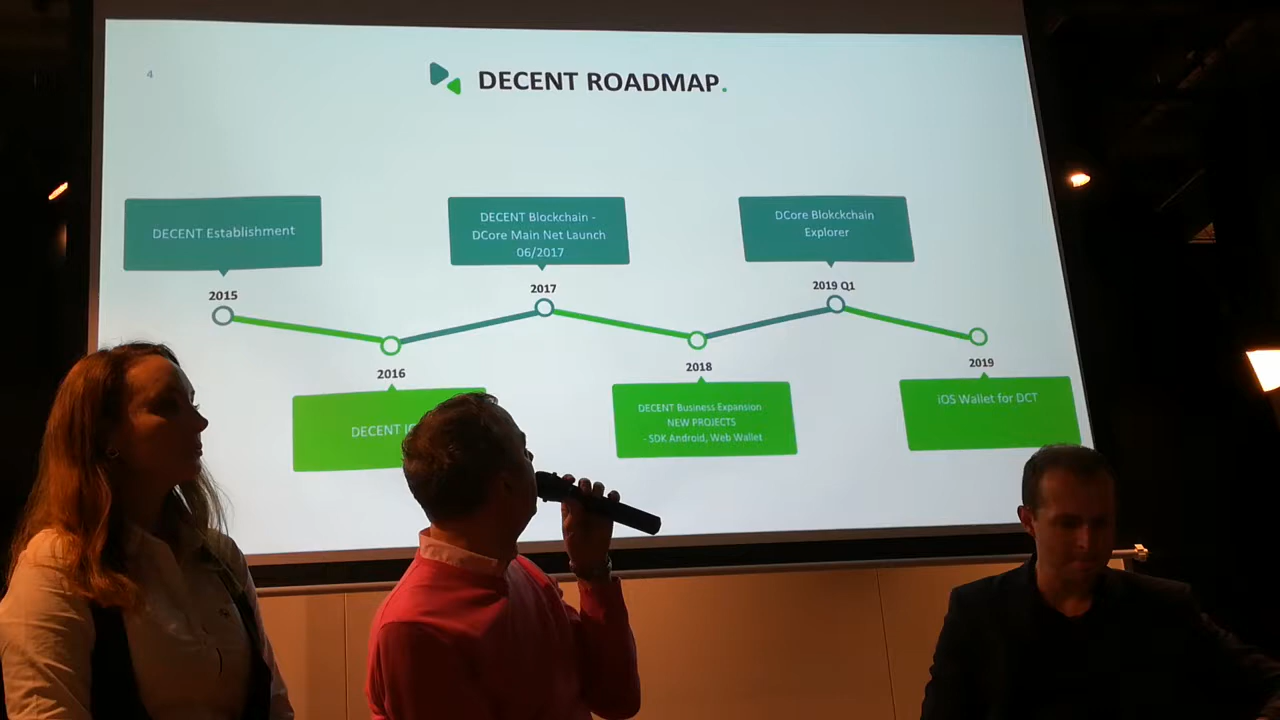 4
DECENT ROADMAP.
DECENT Establishment
DECENT Blockchain -
DCore Main Net Launch
06/2017
DCore Blokckhain
Explorer
2015
2017
2019 Q1
2016
2018
2019
DECENT
DECENT Business Expansion
NEW PROJECTS
- SDK Android, Web Wallet
iOS Wallet for DCT